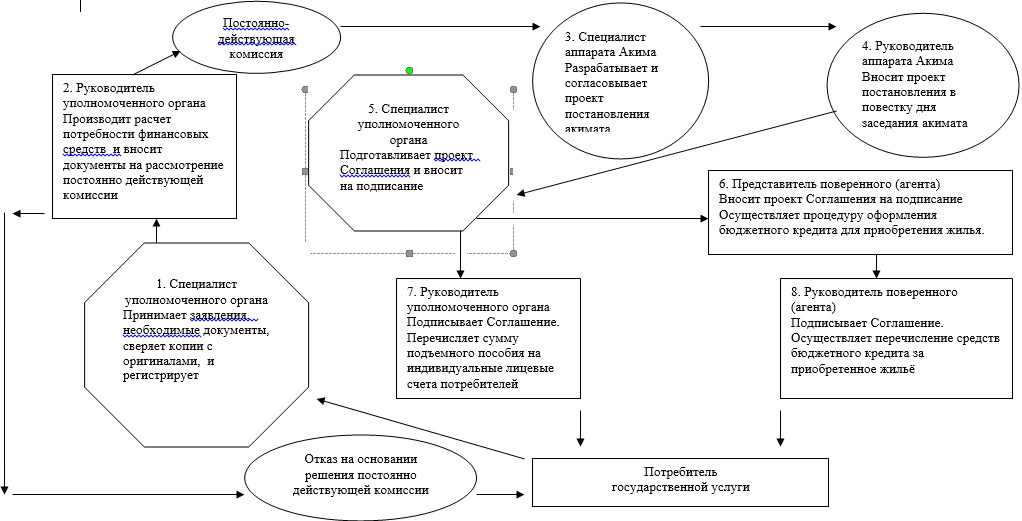 Постоянно-
действующая
комиссия
2. Руководитель
уполномоченного органа
Производит расчет
потребности финансовых
средств и вносит
документы на рассмотрение
постоянно действующей
комиссии
3. Специалист
аппарата Акима
Разрабатывает и
согласовывает
проект
постановления
акимата
4. Руководитель
аппарата Акима
Вносит проект
постановления в
повестку дня
заседания акимата
5. Специалист
уполномоченного
органа
Подготавливает проект
Соглашения и вносит
на подписание
6. Представитель поверенного (агента)
Вносит проект Соглашения на подписание
Осуществляет процедуру оформления
бюджетного кредита для приобретения жилья.
1. Специалист
уполномоченного органа
Принимает заявления,
необходимые документы,
сверяет копии с
оригиналами, и
регистрирует
7. Руководитель
уполномоченного органа
Подписывает Соглашение.
Перечисляет сумму
подъемного пособия на
индивидуальные лицевые
счета потребителей
8. Руководитель поверенного
(агента)
Подписывает Соглашение.
Осуществляет перечисление средств
бюджетного кредита за
приобретенное жильё
Отказ на основании
решения постоянно
действующей комиссии
Потребитель
государственной услуги